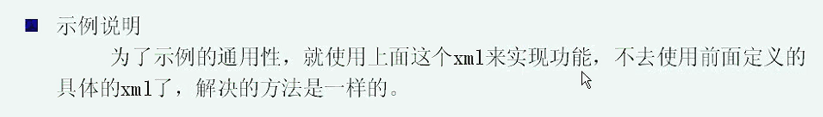 示例说明
为了示例的通用性，就使用上面这个xml来实现功能，不去使用前面定义的
具体的xml了，解决的方法是一样的。